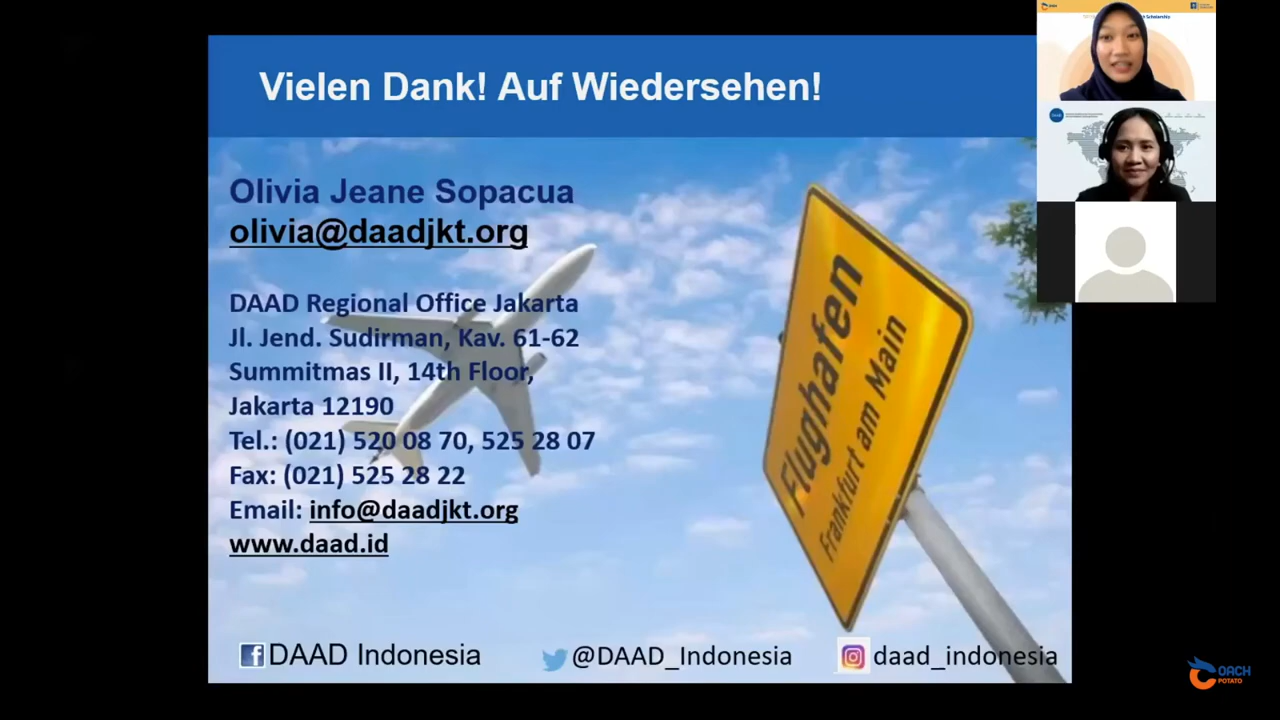 Vielen Dank! Auf Wiedersehen!
Olivia Jeane Sopacua
olivia@daadjkt.org
DAAD Regional Office Jakarta
Jl. Jend. Sudirman, Kav. 61-62
Summitmas II, 14th Floor,
Jakarta 12190
Tel.: (021) 520 08 70, 525 28 07
Fax: (021) 525 28 22
Email: info@daadjkt.org
www.daad.id
Flughafen
Frankfurt am Main
DAAD Indonesia
@DAAD_Indonesia
daad_indonesia
OACH
POTATO